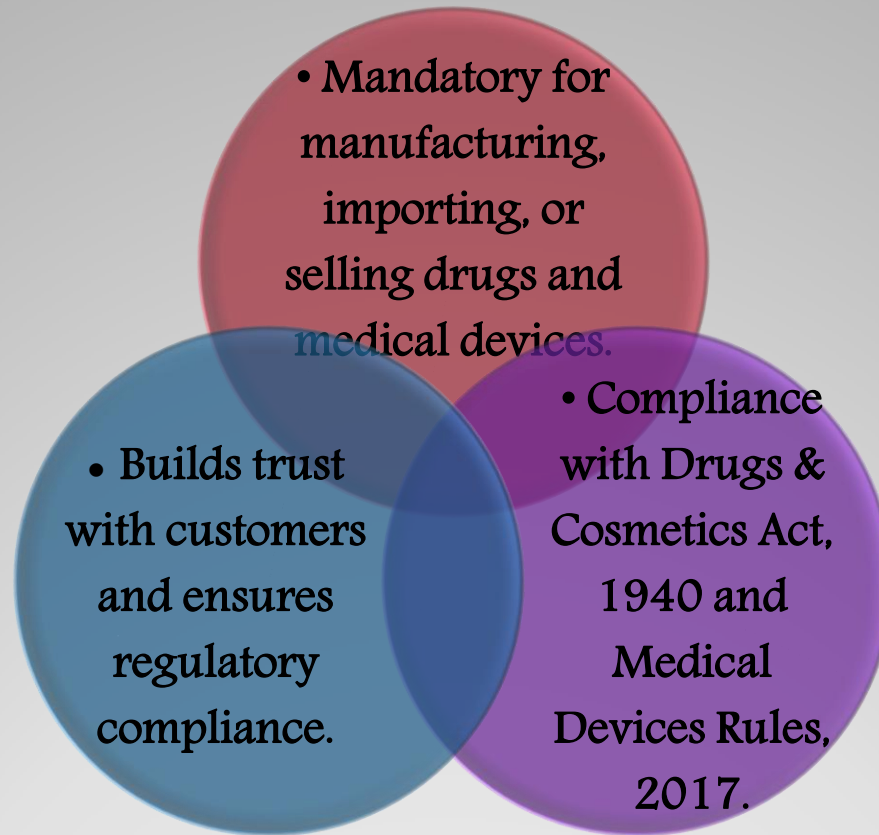 • Mandatory for
manufacturing,
importing, or
selling drugs and
medical devices.
• Builds trust
with customers
and ensures
regulatory
compliance.
• Compliance
with Drugs &
Cosmetics Act,
1940 and
Medical
Devices Rules,
2017.